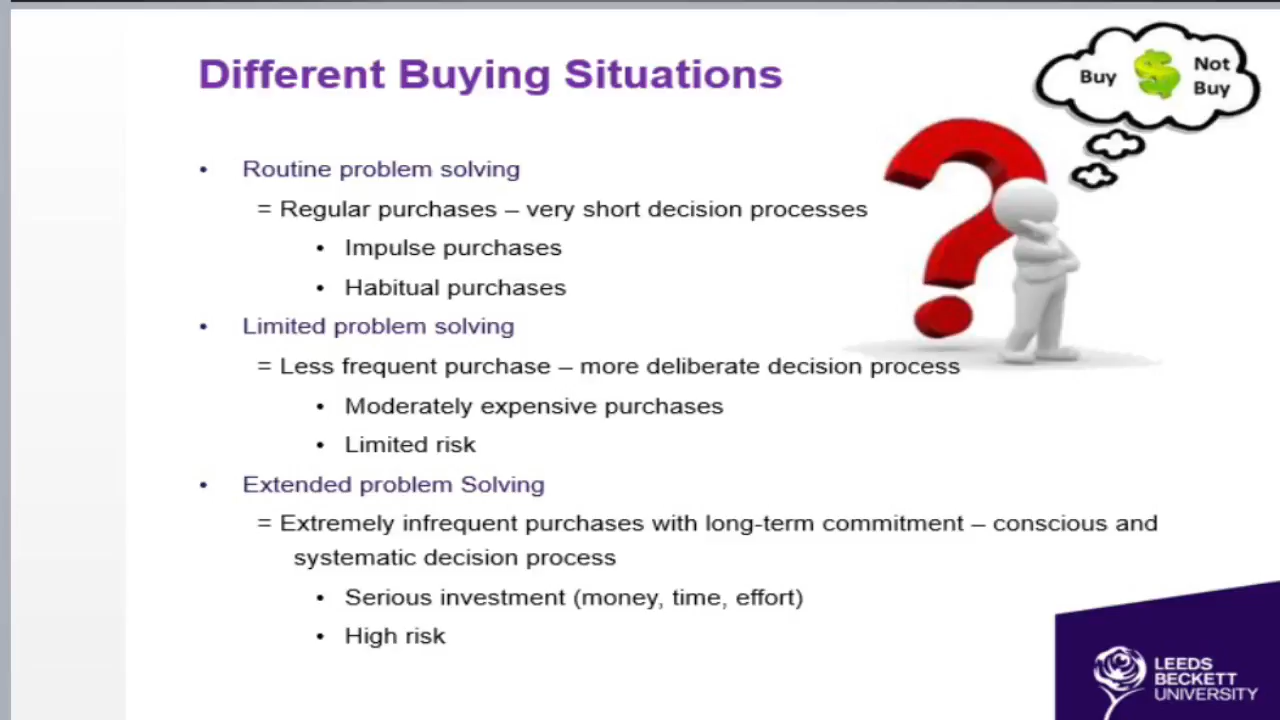 Different Buying Situations
Buy $ Not
Buy
• Routine problem solving
= Regular purchases – very short decision processes
• Impulse purchases
• Habitual purchases
• Limited problem solving
= Less frequent purchase – more deliberate decision process
• Moderately expensive purchases
• Limited risk
• Extended problem Solving
= Extremely infrequent purchases with long-term commitment – conscious and
systematic decision process
• Serious investment (money, time, effort)
• High risk
LEEDS
BECKETT
UNIVERSITY